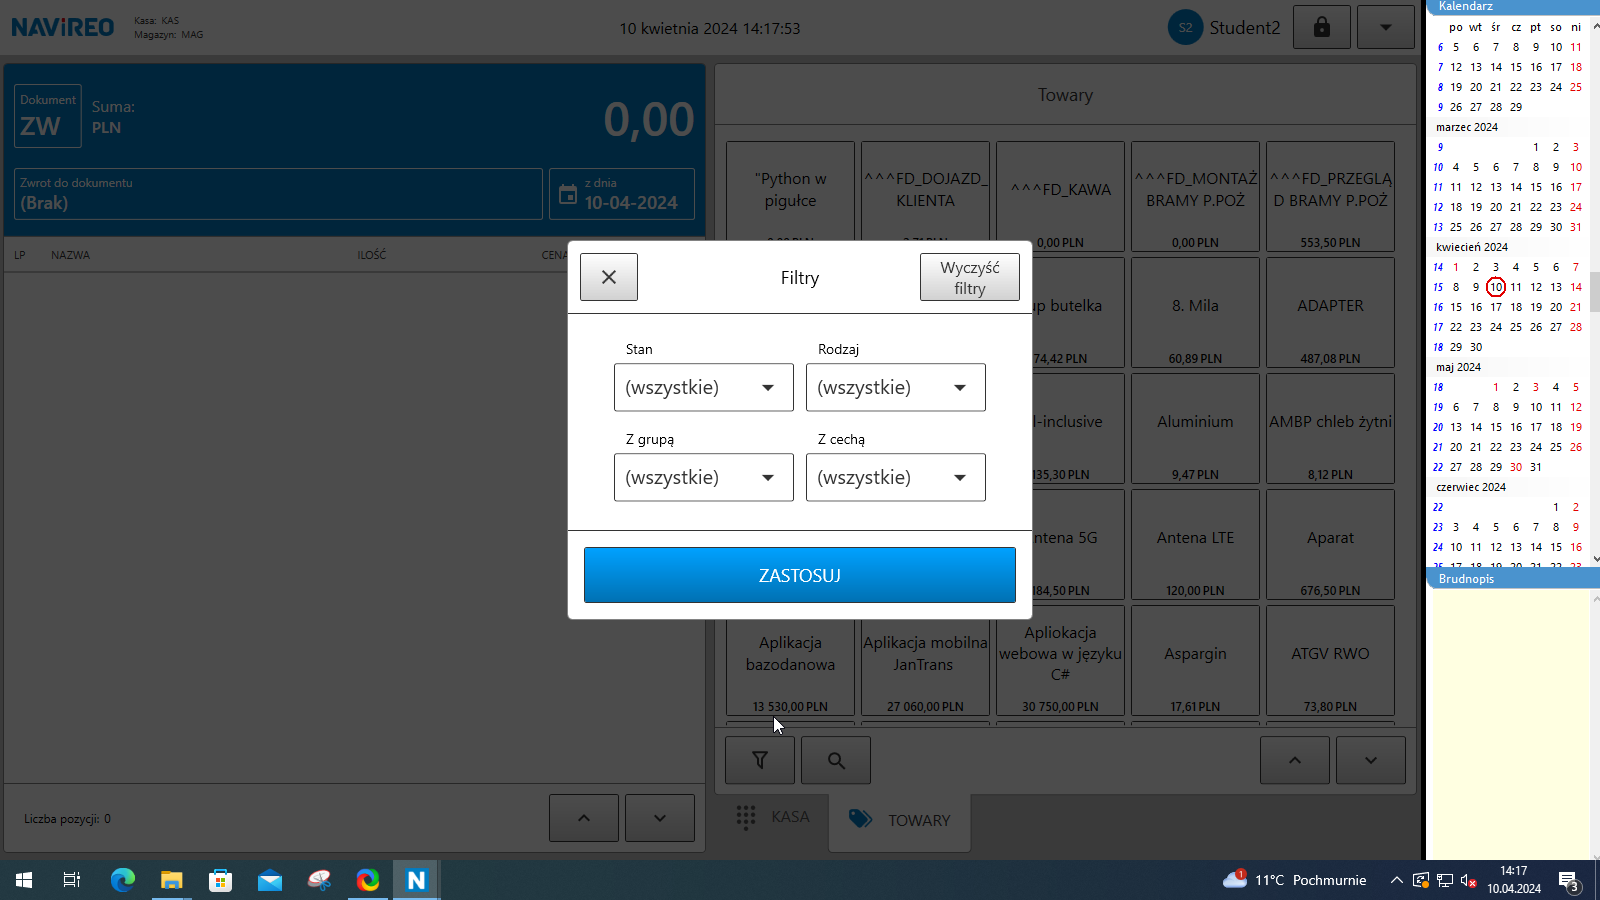 NAViREO
Kasa: KAS
Magazyn: MAG
10 kwietnia 2024 14:17:53
S2 Student2
Dokument
ZW
Suma:
PLN
0,00
Zwrot do dokumentu
(Brak)
z dnia
10-04-2024
LP NAZWA ILOŚĆ CENA
Liczba pozycji: 0
Towary
"Python w
pigułce
^^^FD_DOJAZD_
KLIENTA
^^^FD_KAWA
0,00 PLN
^^^FD_MONTAŻ
BRAMY P.POŻ
0,00 PLN
^^^FD_PRZEGLĄ
D BRAMY P.POŻ
553,50 PLN
up butelka
74,42 PLN
8. Mila
60,89 PLN
ADAPTER
487,08 PLN
l-inclusive
135,30 PLN
Aluminium
9,47 PLN
AMBP chleb żytni
8,12 PLN
ntena 5G
184,50 PLN
Antena LTE
120,00 PLN
Aparat
676,50 PLN
Aplikacja
bazodanowa
13 530,00 PLN
Aplikacja mobilna
JanTrans
27 060,00 PLN
Apliokacja
webowa w języku
C#
30 750,00 PLN
Aspargin
17,61 PLN
ATGV RWO
73,80 PLN
KASA
TOWARY
Filtry
Wyczyść
filtry
Stan
(wszystkie)
Rodzaj
(wszystkie)
Z grupą
(wszystkie)
Z cechą
(wszystkie)
ZASTOSUJ
Kalendarz
po wt śr cz pt so ni
6 5 6 7 8 9 10 11
7 12 13 14 15 16 17 18
8 19 20 21 22 23 24 25
9 26 27 28 29
marzec 2024
9 1 2 3
10 4 5 6 7 8 9 10
11 11 12 13 14 15 16 17
12 18 19 20 21 22 23 24
13 25 26 27 28 29 30 31
kwiecień 2024
14 1 2 3 4 5 6 7
15 8 9 10 11 12 13 14
16 15 16 17 18 19 20 21
17 22 23 24 25 26 27 28
18 29 30
maj 2024
18 1 2 3 4 5
19 6 7 8 9 10 11 12
20 13 14 15 16 17 18 19
21 20 21 22 23 24 25 26
22 27 28 29 30 31
czerwiec 2024
22 1 2
23 3 4 5 6 7 8 9
24 10 11 12 13 14 15 16
25 17 18 19 20 21 22 23
Brudnopis
N
1
11°C Pochmurnie
14:17
10.04.2024
3